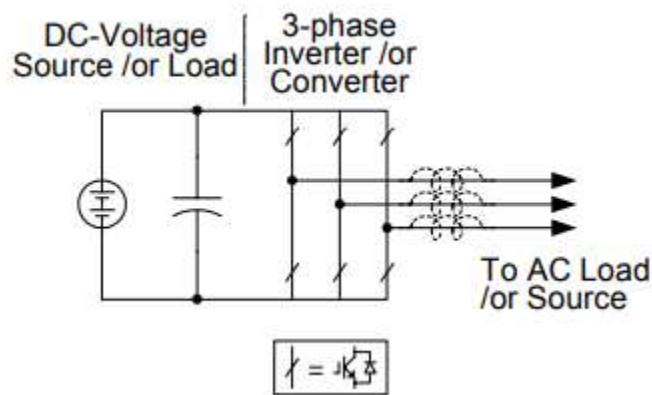 DC-Voltage
Source /or Load
3-phase
Inverter /or
Converter
To AC Load
/or Source
=